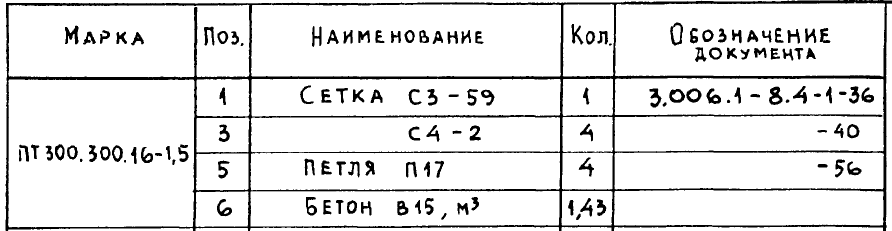 МАРКА ПОЗ. НАИМЕНОВАНИЕ КОЛ. ОБОЗНАЧЕНИЕ ДОКУМЕНТА
ПТ300.300.16-1,5
1 СЕТКА С3-59 1 3.006.1-8.4-1-36
3 С4-2 4 -40
5 ПЕТЛЯ П17 4 -56
6 БЕТОН В15, М³ 1,43